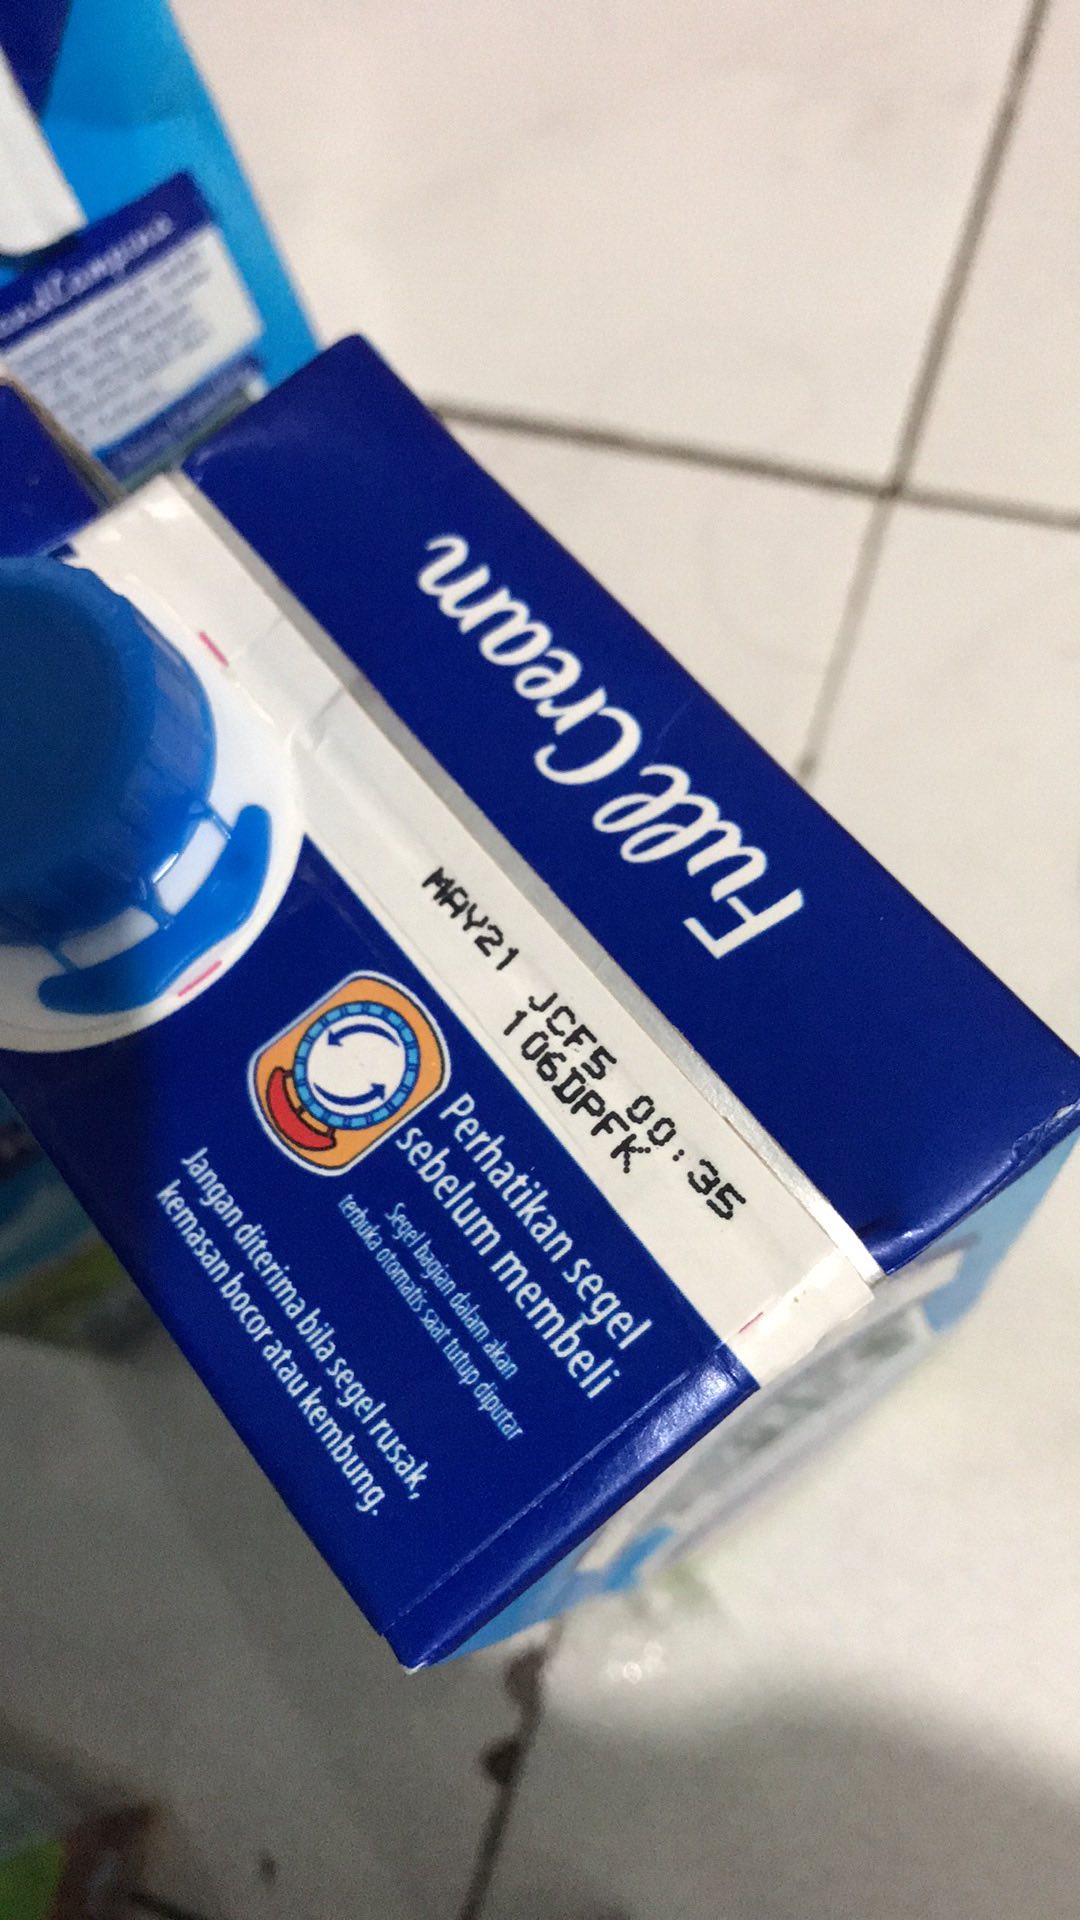 Full Cream
MAY21 JCF5 00:35
106DPFK
Perhatikan segel
sebelum membeli
Segel bagian dalam akan
terbuka otomatis saat tutup diputar
Jangan diterima bila segel rusak,
kemasan bocor atau kembung.